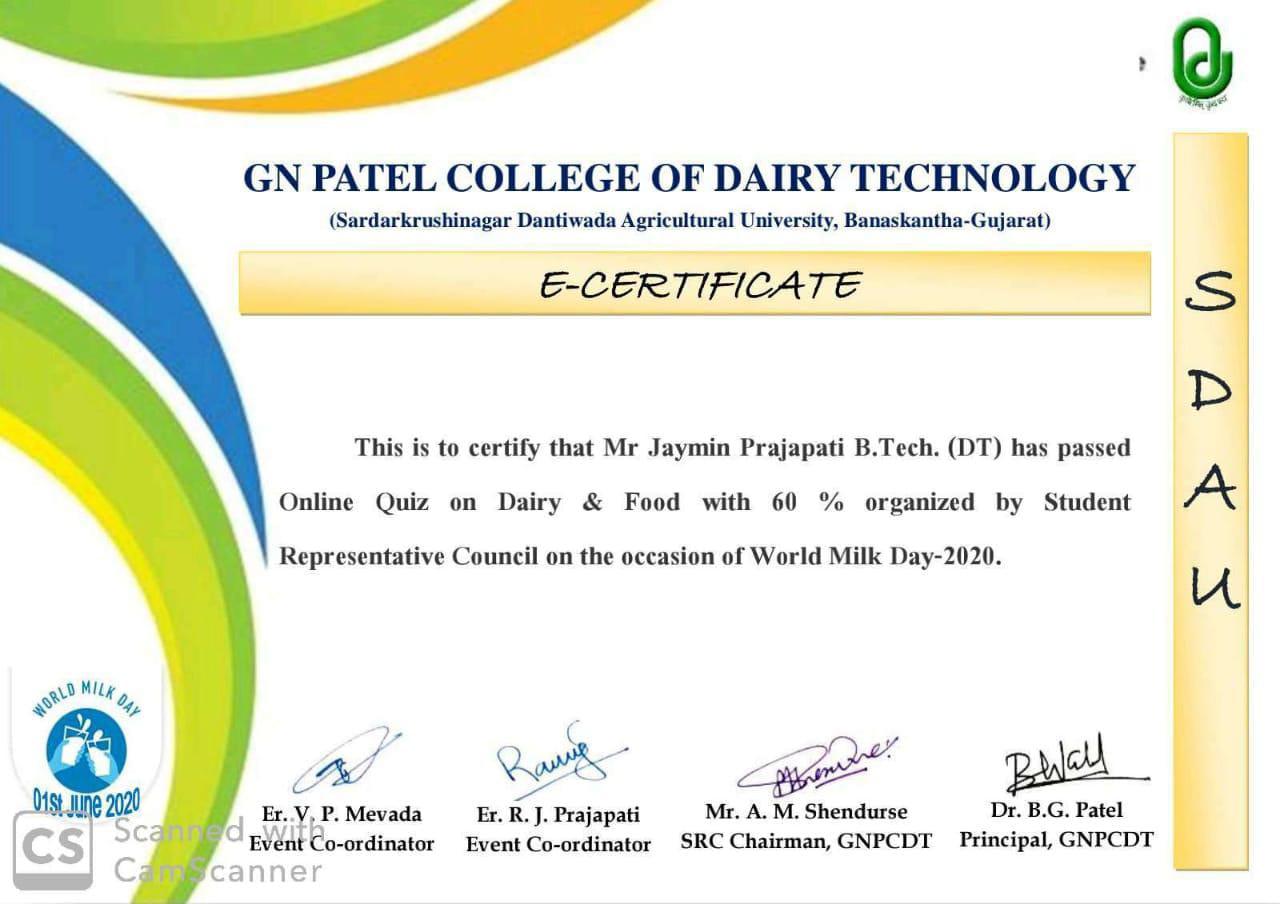 GN PATEL COLLEGE OF DAIRY TECHNOLOGY
(Sardarkrushinagar Dantiwada Agricultural University, Banaskantha-Gujarat)
E-CERTIFICATE
This is to certify that Mr Jaymin Prajapati B.Tech. (DT) has passed
Online Quiz on Dairy & Food with 60 % organized by Student
Representative Council on the occasion of World Milk Day-2020.
S
D
A
U
WORLD MILK DAY
01st June 2020
Er. V. P. Mevada
Event Co-ordinator
Er. R. J. Prajapati
Event Co-ordinator
Mr. A. M. Shendurse
SRC Chairman, GNPCDT
Dr. B.G. Patel
Principal, GNPCDT
CS
Scanned with
CamScanner